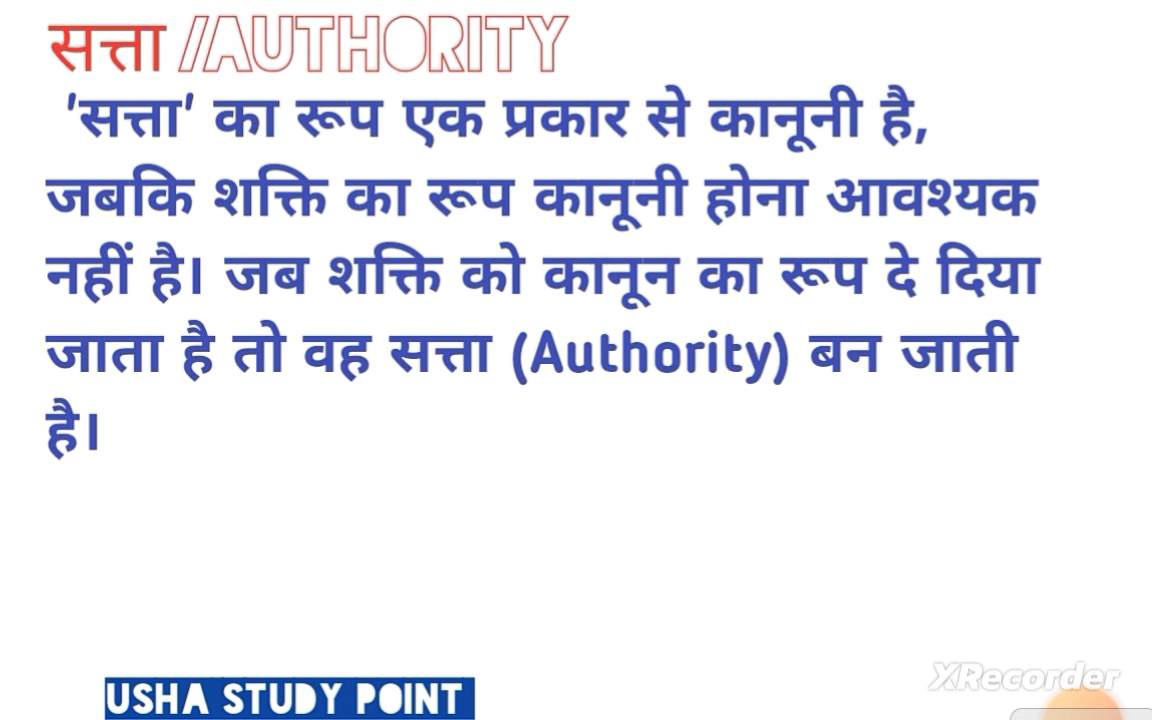 सत्ता //AUTHORITY
'सत्ता' का रूप एक प्रकार से कानूनी है,
जबकि शक्ति का रूप कानूनी होना आवश्यक
नहीं है। जब शक्ति को कानून का रूप दे दिया
जाता है तो वह सत्ता (Authority) बन जाती
है।
XRecorder
USHA STUDY POINT